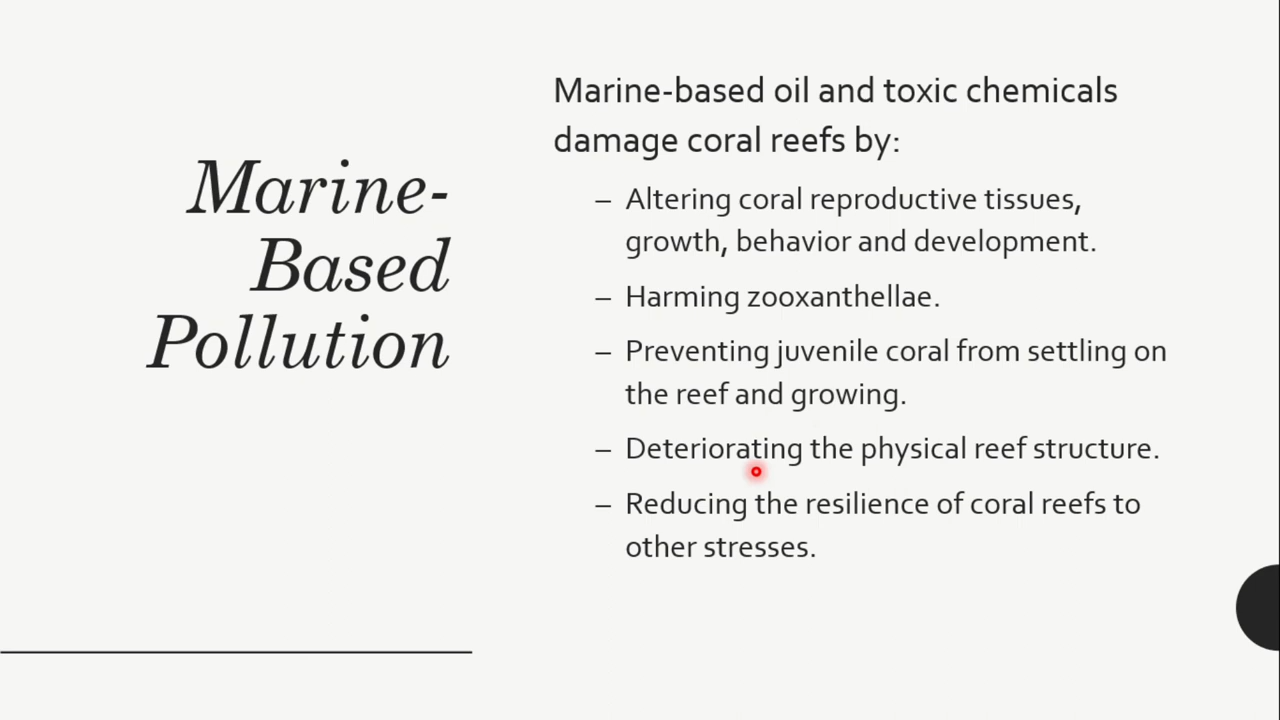 Marine-
Based
Pollution
Marine-based oil and toxic chemicals
damage coral reefs by:
– Altering coral reproductive tissues,
growth, behavior and development.
– Harming zooxanthellae.
– Preventing juvenile coral from settling on
the reef and growing.
– Deteriorating the physical reef structure.
– Reducing the resilience of coral reefs to
other stresses.